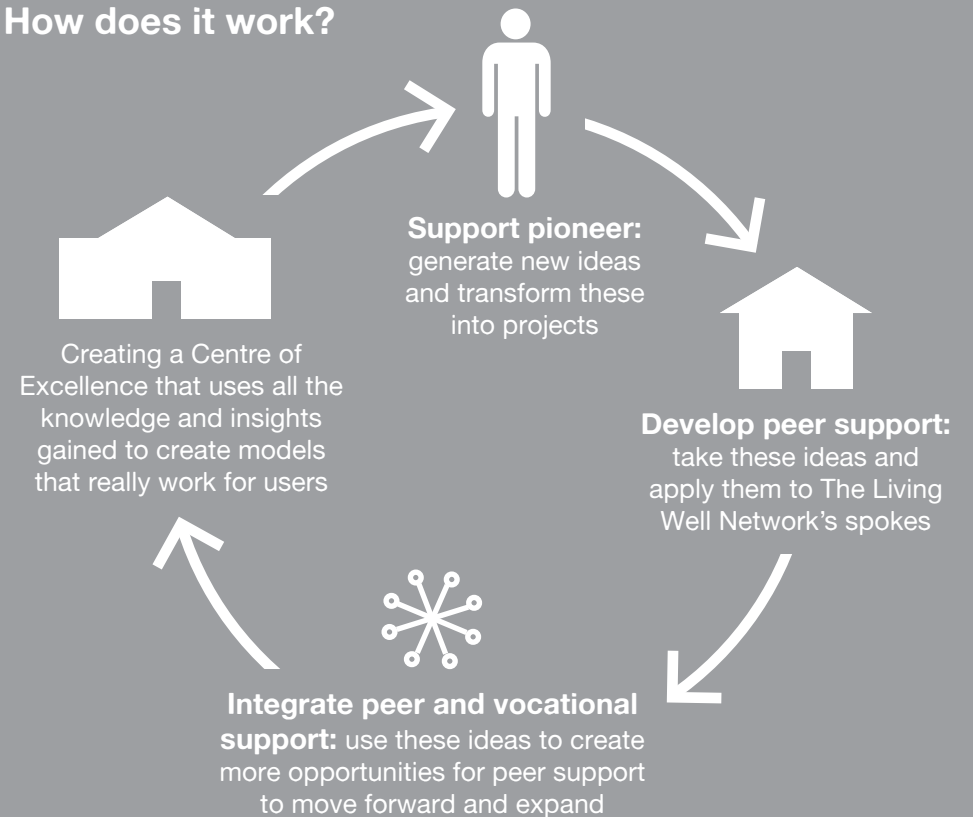 How does it work?
Support pioneer:
generate new ideas
and transform these
into projects
Develop peer support:
take these ideas and
apply them to The Living
Well Network's spokes
Integrate peer and vocational
support: use these ideas to create
more opportunities for peer support
to move forward and expand
Creating a Centre of
Excellence that uses all the
knowledge and insights
gained to create models
that really work for users